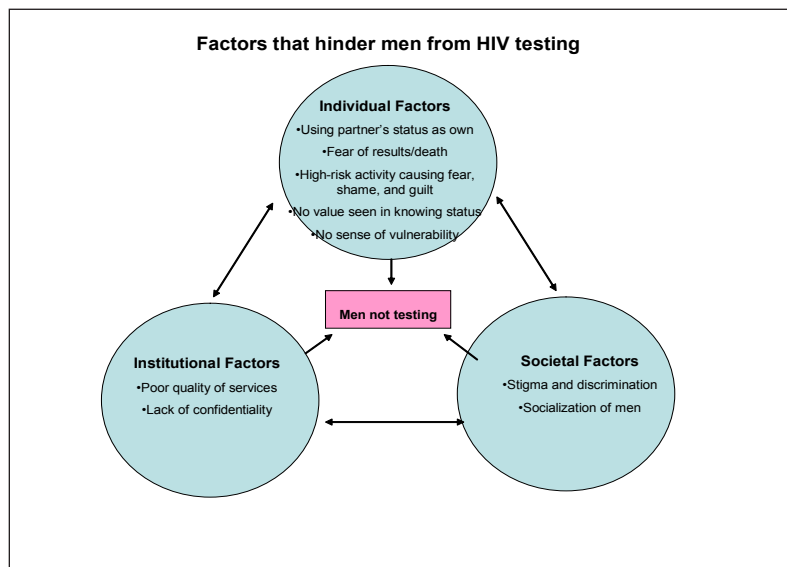 Factors that hinder men from HIV testing
Individual Factors
•Using partner's status as own
•Fear of results/death
•High-risk activity causing fear,
shame, and guilt
•No value seen in knowing status
•No sense of vulnerability
Men not testing
Institutional Factors
•Poor quality of services
•Lack of confidentiality
Societal Factors
•Stigma and discrimination
•Socialization of men